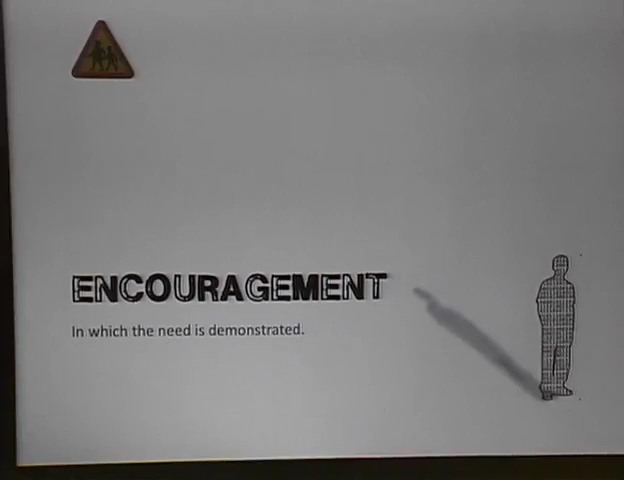 ENCOURAGEMENT
In which the need is demonstrated.